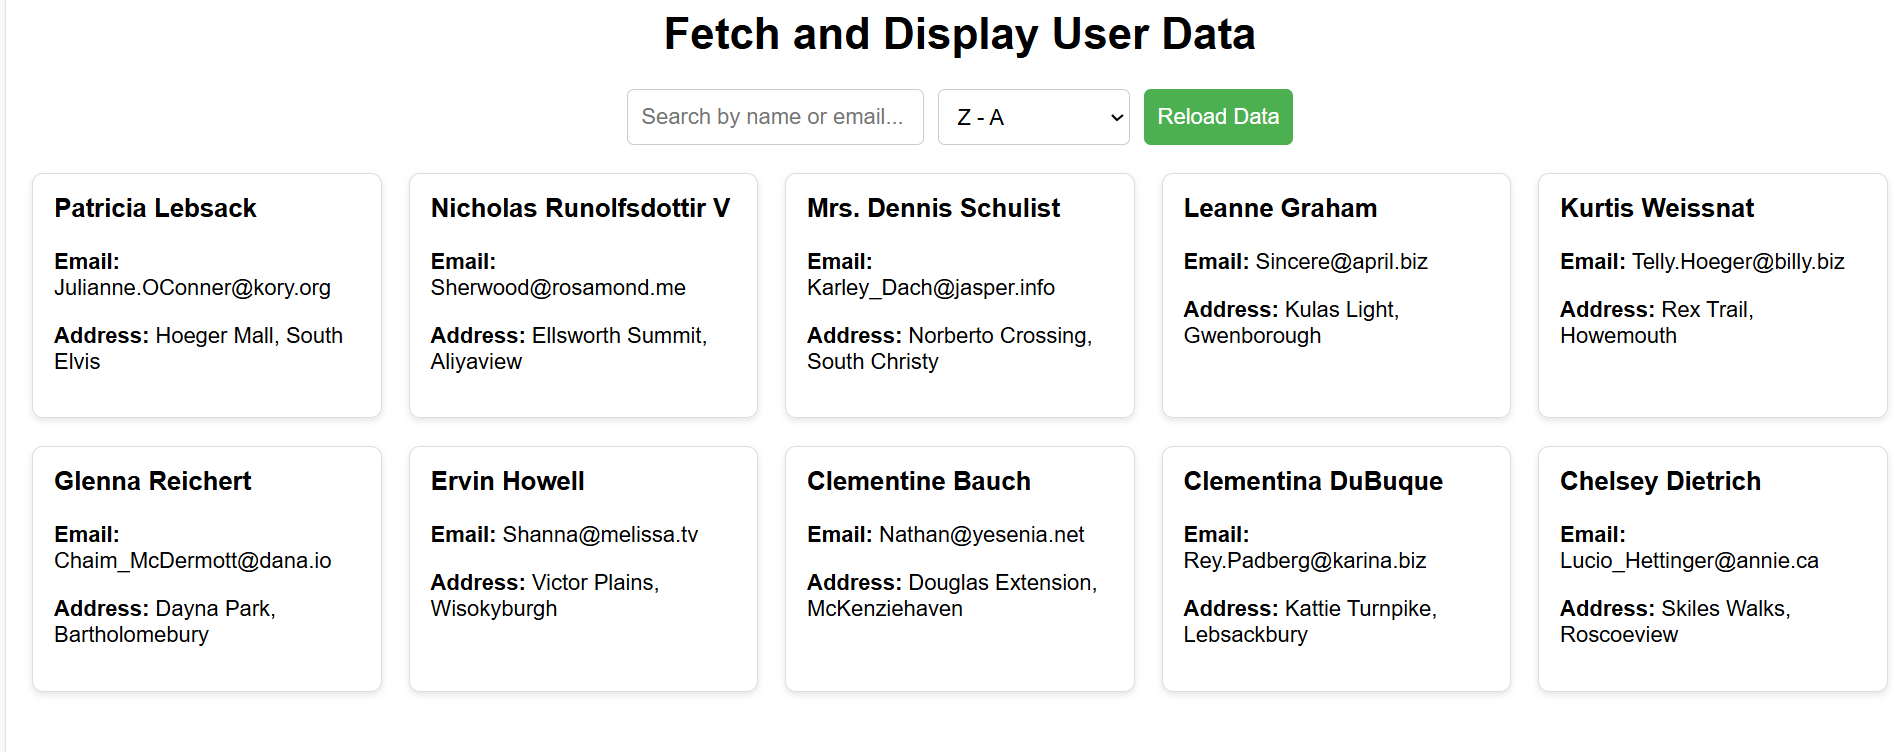 Fetch and Display User Data
Search by name or email...
Z - A
Reload Data
Patricia Lebsack
Email:
Julianne.OConner@kory.org
Address: Hoeger Mall, South
Elvis
Nicholas Runolfsdottir V
Email:
Sherwood@rosamond.me
Address: Ellsworth Summit,
Aliyaview
Mrs. Dennis Schulist
Email:
Karley_Dach@jasper.info
Address: Norberto Crossing,
South Christy
Leanne Graham
Email: Sincere@april.biz
Address: Kulas Light,
Gwenborough
Kurtis Weissnat
Email: Telly.Hoeger@billy.biz
Address: Rex Trail,
Howemouth
Glenna Reichert
Email:
Chaim_McDermott@dana.io
Address: Dayna Park,
Bartholomebury
Ervin Howell
Email: Shanna@melissa.tv
Address: Victor Plains,
Wisokyburgh
Clementine Bauch
Email: Nathan@yesenia.net
Address: Douglas Extension,
McKenziehaven
Clementina DuBuque
Email:
Rey.Padberg@karina.biz
Address: Kattie Turnpike,
Lebsackbury
Chelsey Dietrich
Email:
Lucio_Hettinger@annie.ca
Address: Skiles Walks,
Roscoeview